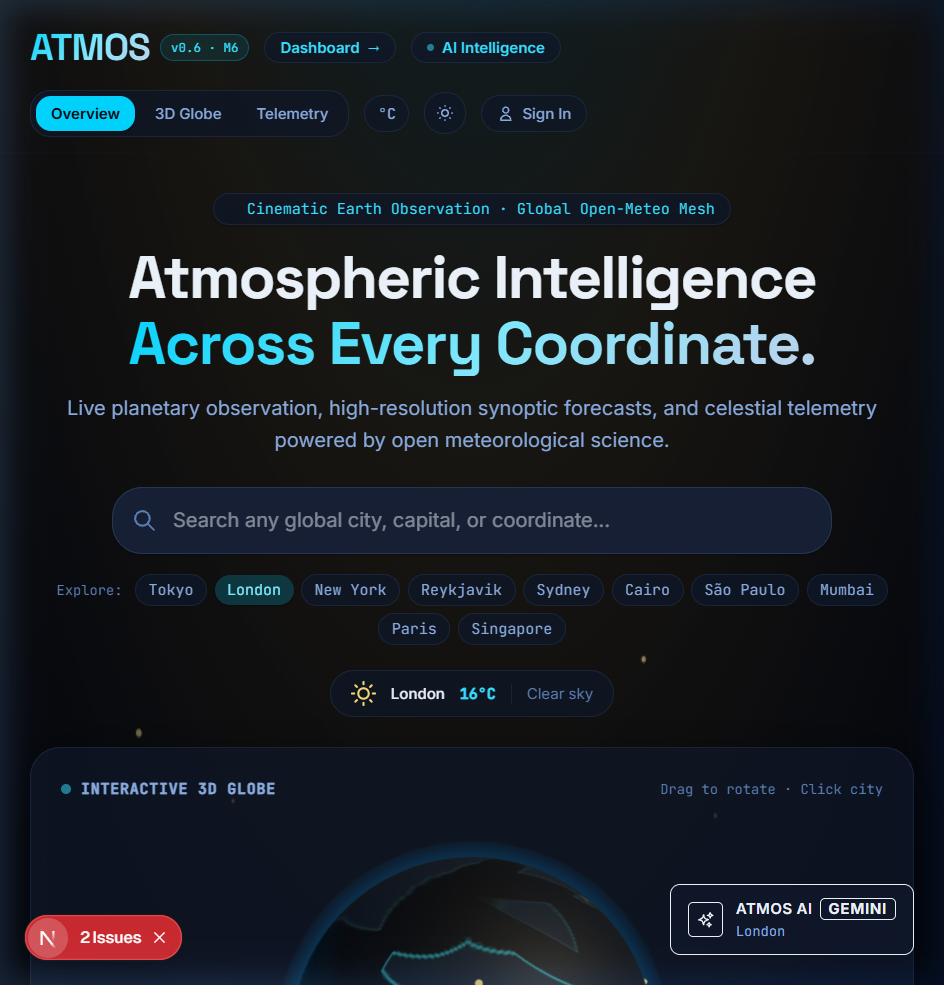 ATMOS v0.6 · M6 Dashboard → AI Intelligence
Overview 3D Globe Telemetry °C Sign In
Cinematic Earth Observation · Global Open-Meteo Mesh
Atmospheric Intelligence
Across Every Coordinate.
Live planetary observation, high-resolution synoptic forecasts, and celestial telemetry
powered by open meteorological science.
Search any global city, capital, or coordinate...
Explore: Tokyo London New York Reykjavik Sydney Cairo São Paulo Mumbai
Paris Singapore
London 16°C Clear sky
INTERACTIVE 3D GLOBE Drag to rotate · Click city
ATMOS AI GEMINI
London
N 2 Issues